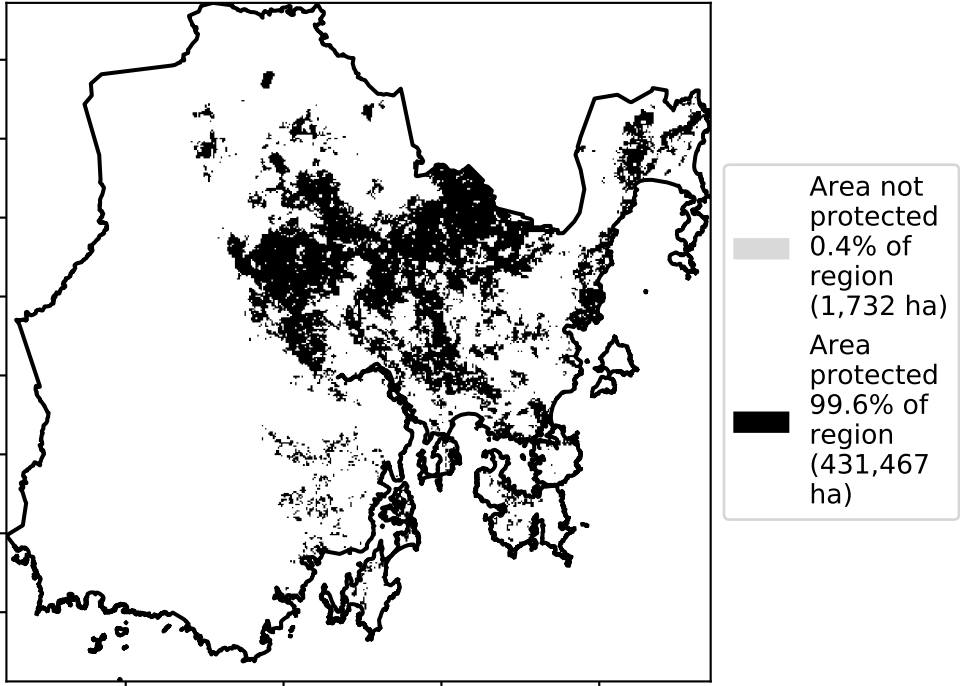 Area not
protected
0.4% of
region
(1,732 ha)
Area
protected
99.6% of
region
(431,467
ha)